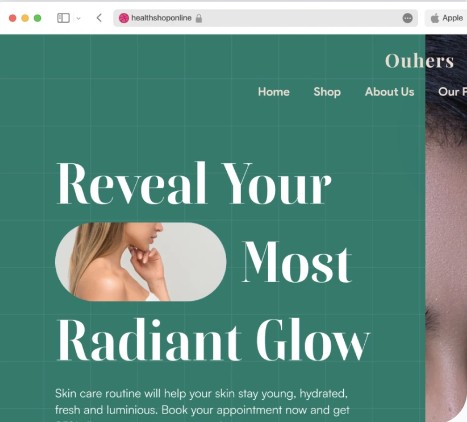 healthshoponline
Apple
Ouhers
Home Shop About Us Our F
Reveal Your
Most
Radiant Glow
Skin care routine will help your skin stay young, hydrated,
fresh and luminious. Book your appointment now and get